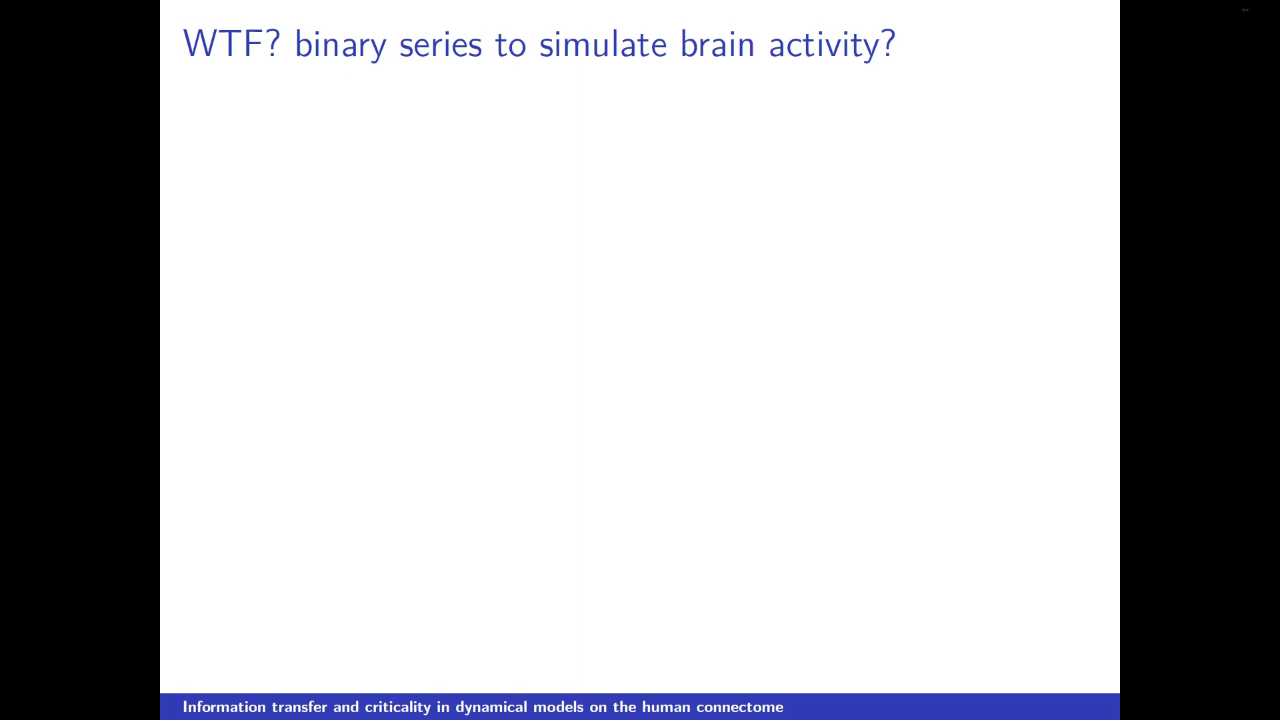 WTF? binary series to simulate brain activity?
Information transfer and criticality in dynamical models on the human connectome